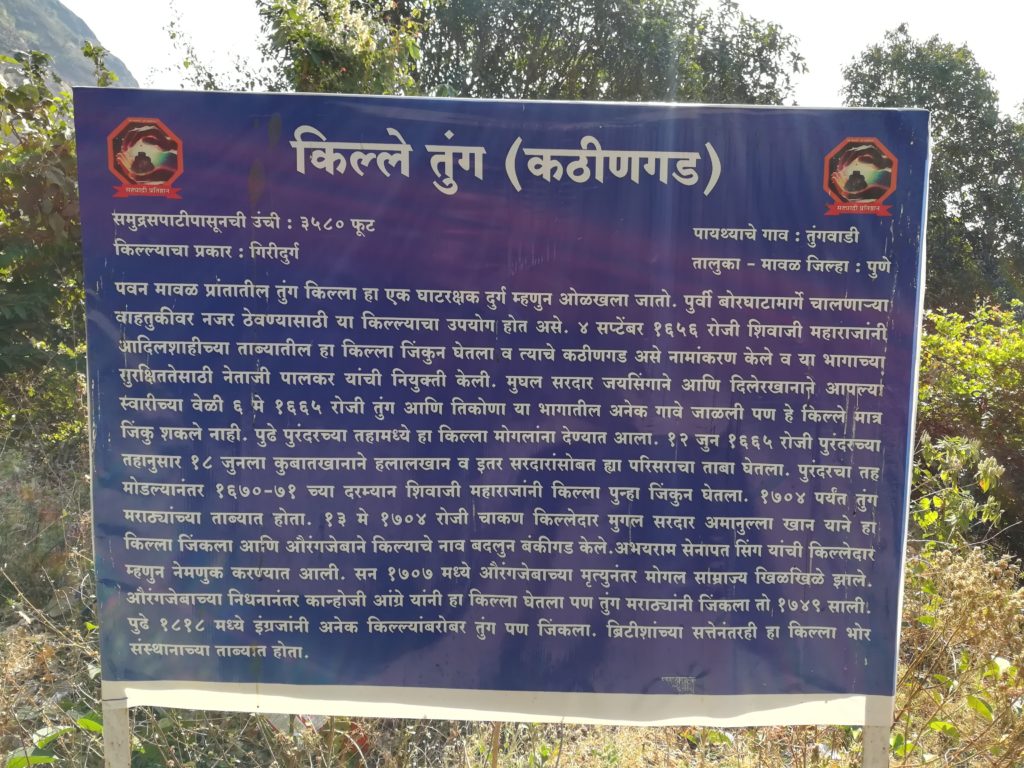 किल्ले तुंग (कठीणगड)
सह्याद्री प्रतिष्ठान
सह्याद्री प्रतिष्ठान
समुद्रसपाटीपासूनची उंची : ३५८० फूट
किल्ल्याचा प्रकार : गिरीदुर्ग
पायथ्याचे गाव : तुंगवाडी
तालुका - मावळ जिल्हा : पुणे
पवन मावळ प्रांतातील तुंग किल्ला हा एक घाटरक्षक दुर्ग म्हणुन ओळखला जातो. पुर्वी बोरघाटामार्गे चालणाऱ्या
वाहतुकीवर नजर ठेवण्यासाठी या किल्ल्याचा उपयोग होत असे. ४ सप्टेंबर १६५६ रोजी शिवाजी महाराजांनी
आदिलशाहीच्या ताब्यातील हा किल्ला जिंकुन घेतला व त्याचे कठीणगड असे नामांकरण केले व या भागाच्या
सुरक्षिततेसाठी नेताजी पालकर यांची नियुक्ती केली. मुघल सरदार जयसिंगाने आणि दिलेरखानाने आपल्या
स्वारीच्या वेळी ६ मे १६६५ रोजी तुंग आणि तिकोणा या भागातील अनेक गावे जाळली पण हे किल्ले मात्र
जिंकु शकले नाही. पुढे पुरंदरच्या तहामध्ये हा किल्ला मोगलांना देण्यात आला. १२ जुन १६६५ रोजी पुरंदरच्या
तहानुसार १८ जुनला कुबातखानाने हलालखान व इतर सरदारांसोबत ह्या परिसराचा ताबा घेतला. पुरंदरचा तह
मोडल्यानंतर १६७०-७१ च्या दरम्यान शिवाजी महाराजांनी किल्ला पुन्हा जिंकुन घेतला. १७०४ पर्यंत तुंग
मराठ्यांच्या ताब्यात होता. १३ मे १७०४ रोजी चाकण किल्लेदार मुगल सरदार अमानुल्ला खान याने हा
किल्ला जिंकला आणि औरंगजेबाने किल्याचे नाव बदलुन बंकीगड केले.अभयराम सेनापत सिंग यांची किल्लेदार
म्हणुन नेमणुक करण्यात आली. सन १७०७ मध्ये औरंगजेबाच्या मृत्युनंतर मोगल साम्राज्य खिळखिळे झाले.
औरंगजेबाच्या निधनानंतर कान्होजी आंग्रे यांनी हा किल्ला घेतला पण तुंग मराठ्यांनी जिंकला तो १७४९ साली.
पुढे १८१८ मध्ये इंग्रजांनी अनेक किल्ल्यांबरोबर तुंग पण जिंकला. ब्रिटीशांच्या सत्तेनंतरही हा किल्ला भोर
संस्थानाच्या ताब्यात होता.